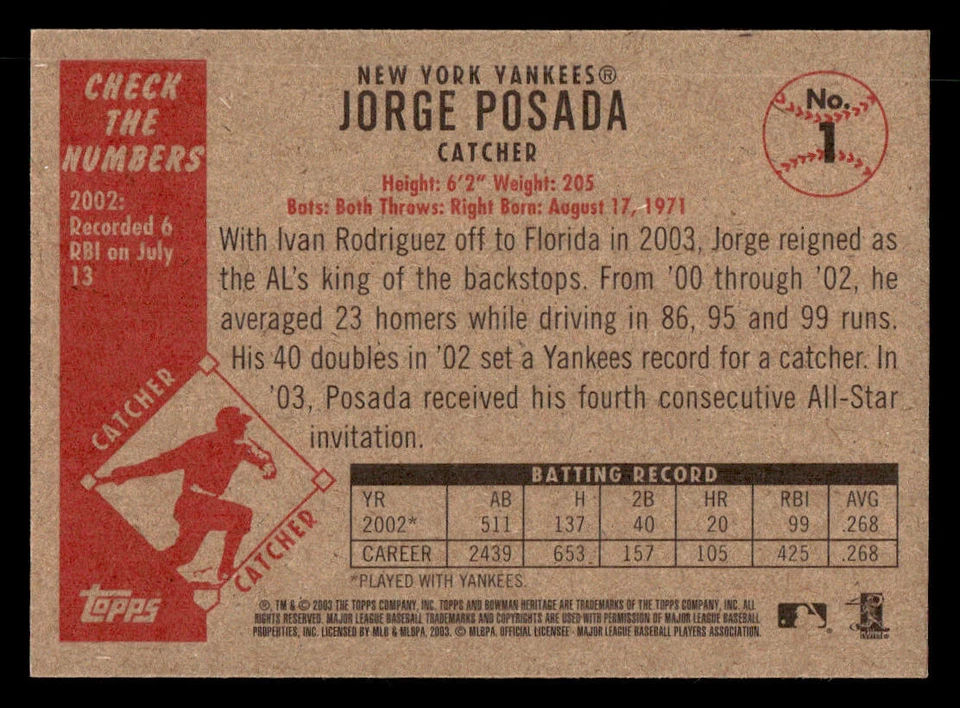 CHECK
THE
NUMBERS
2002:
Recorded 6
RBI on July
13
NEW YORK YANKEES®
JORGE POSADA
CATCHER
Height: 6'2" Weight: 205
Bats: Both Throws: Right Born: August 17, 1971
No.
1
With Ivan Rodriguez off to Florida in 2003, Jorge reigned as
the AL's king of the backstops. From '00 through '02, he
averaged 23 homers while driving in 86, 95 and 99 runs.
His 40 doubles in '02 set a Yankees record for a catcher. In
'03, Posada received his fourth consecutive All-Star
invitation.
CATCHER
CATCHER
BATTING RECORD
YR AB H 2B HR RBI AVG
2002* 511 137 40 20 99 .268
CAREER 2439 653 157 105 425 .268
*PLAYED WITH YANKEES.
topps
®, TM & © 2003 THE TOPPS COMPANY, INC. TOPPS AND BOWMAN HERITAGE ARE TRADEMARKS OF THE TOPPS COMPANY, INC. ALL
RIGHTS RESERVED. MAJOR LEAGUE BASEBALL TRADEMARKS AND COPYRIGHTS ARE USED WITH PERMISSION OF MAJOR LEAGUE BASEBALL
PROPERTIES, INC. LICENSED BY MLB & MLBPA, 2003. © MLBPA. OFFICIAL LICENSEE - MAJOR LEAGUE BASEBALL PLAYERS ASSOCIATION.